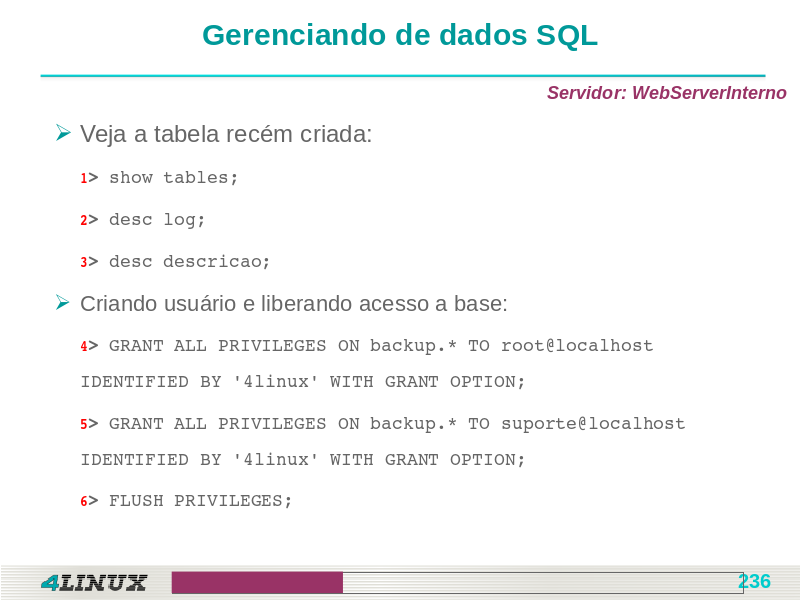 Gerenciando de dados SQL
Servidor: WebServerInterno
Veja a tabela recém criada:
1> show tables;
2> desc log;
3> desc descricao;
Criando usuário e liberando acesso a base:
4> GRANT ALL PRIVILEGES ON backup.* TO root@localhost
IDENTIFIED BY '4linux' WITH GRANT OPTION;
5> GRANT ALL PRIVILEGES ON backup.* TO suporte@localhost
IDENTIFIED BY '4linux' WITH GRANT OPTION;
6> FLUSH PRIVILEGES;
4LINUX
236